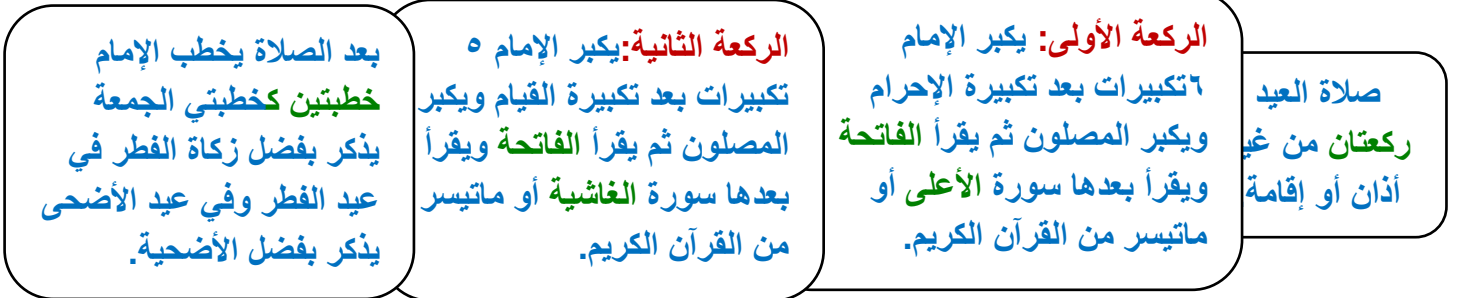 صلاة العيد
ركعتان من غير
أذان أو إقامة
الركعة الأولى: يكبر الإمام
٦تكبيرات بعد تكبيرة الإحرام
ويكبر المصلون ثم يقرأ الفاتحة
ويقرأ بعدها سورة الأعلى أو
ماتيسر من القرآن الكريم.
الركعة الثانية:يكبر الإمام ٥
تكبيرات بعد تكبيرة القيام ويكبر
المصلون ثم يقرأ الفاتحة ويقرأ
بعدها سورة الغاشية أو ماتيسر
من القرآن الكريم.
بعد الصلاة يخطب الإمام
خطبتين كخطبتي الجمعة
يذكر بفضل زكاة الفطر في
عيد الفطر وفي عيد الأضحى
يذكر بفضل الأضحية.